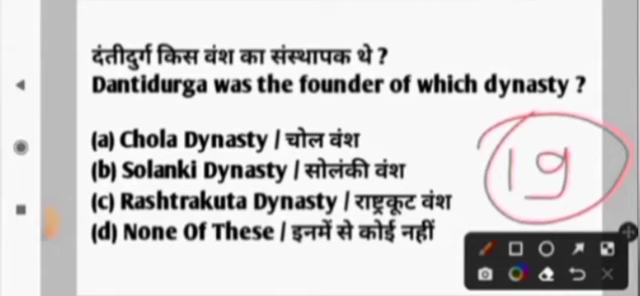 दंतीदुर्ग किस वंश का संस्थापक थे ?
Dantidurga was the founder of which dynasty ?
(a) Chola Dynasty / चोल वंश
(b) Solanki Dynasty / सोलंकी वंश
(c) Rashtrakuta Dynasty / राष्ट्रकूट वंश
(d) None Of These / इनमें से कोई नहीं
19